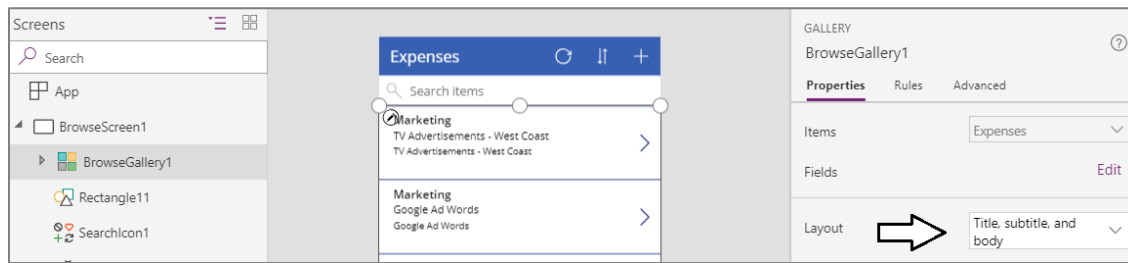 Screens
Search
App
BrowseScreen1
BrowseGallery1
Rectangle11
SearchIcon1
Expenses
Search items
Marketing
TV Advertisements - West Coast
TV Advertisements - West Coast
Marketing
Google Ad Words
Google Ad Words
GALLERY
BrowseGallery1
?
Properties Rules Advanced
Items Expenses
Fields Edit
Layout Title, subtitle, and
body